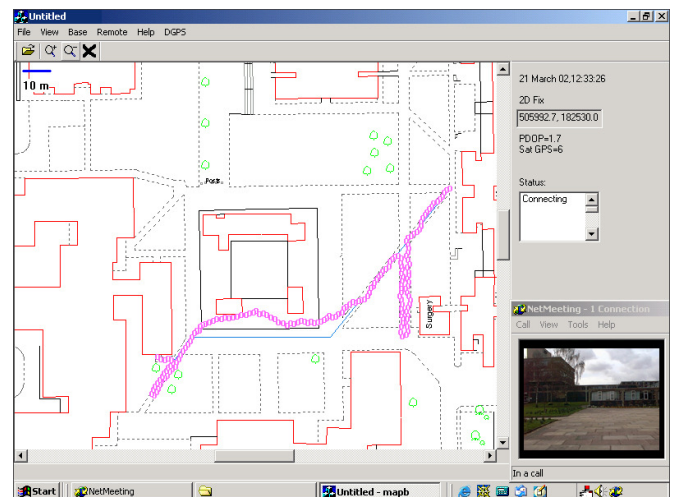 Untitled
File View Base Remote Help DGPS
10 m
Posts
Surgery
21 March 02,12:33:26
2D Fix
505992.7, 182530.0
PDOP=1.7
Sat GPS=6
Status:
Connecting
NetMeeting - 1 Connection
Call View Tools Help
In a call
Start
NetMeeting
Untitled - mapb